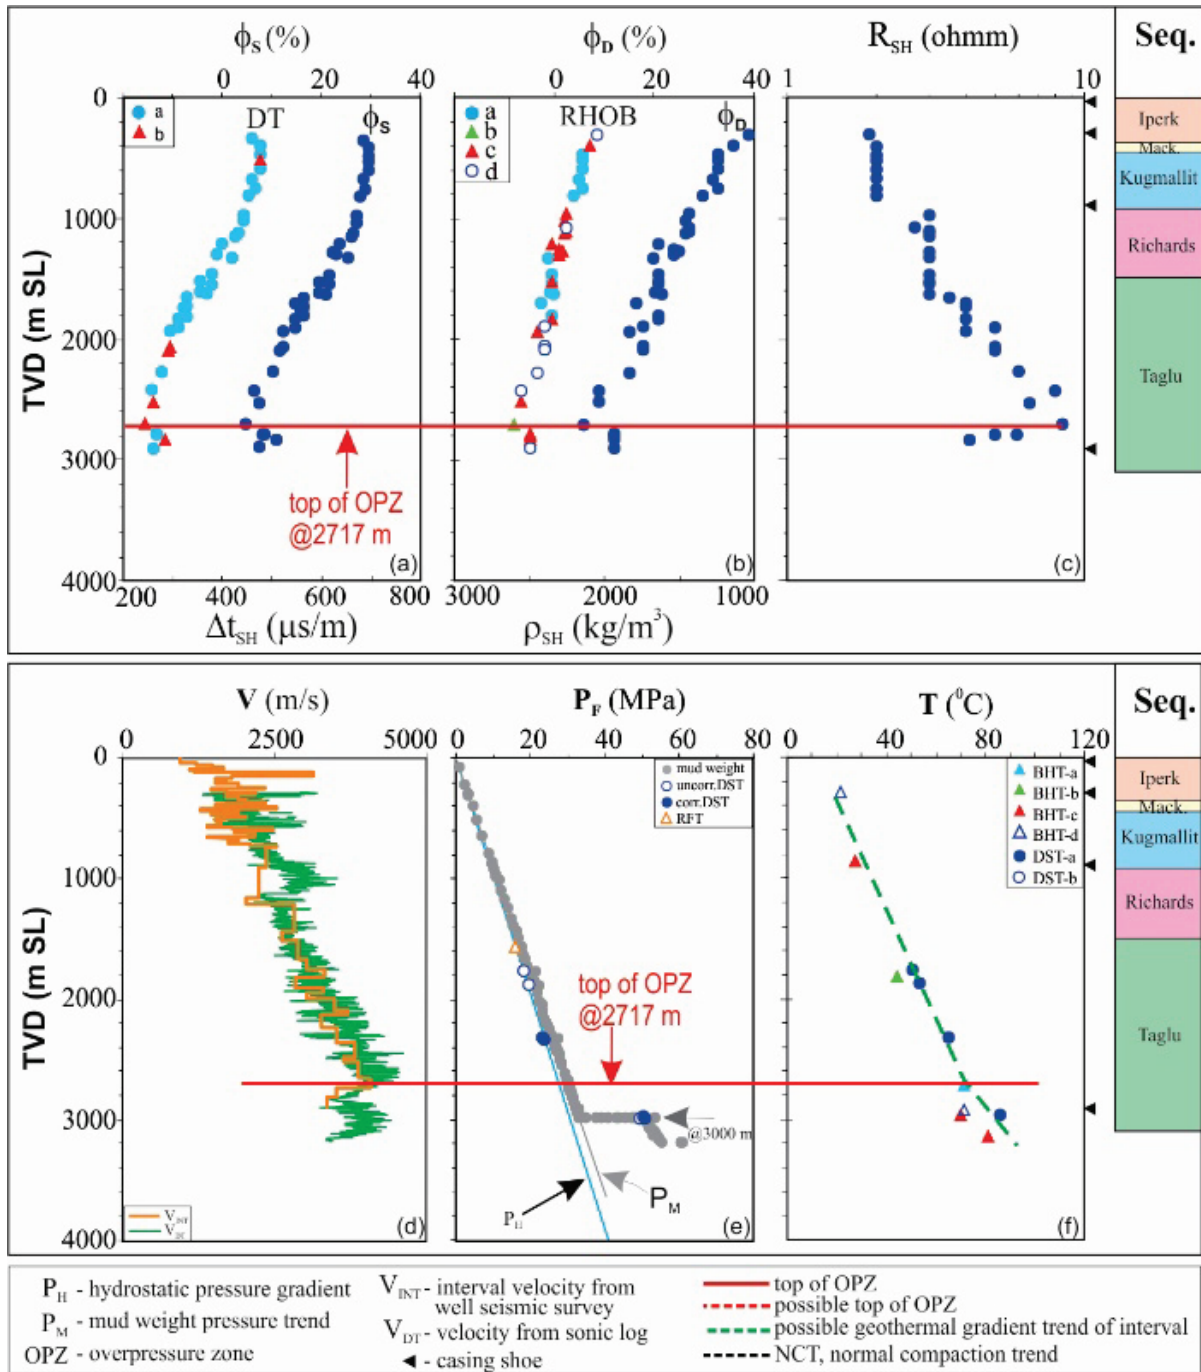 ϕS (%)
ϕD (%)
RSH (ohmm)
Seq.
0 20 40
0 20 40
1 10
0
1000
2000
3000
4000
TVD (m SL)
a
b
DT
ϕS
a
b
c
d
RHOB
ϕD
Iperk
Mack.
Kugmallit
Richards
Taglu
top of OPZ
@2717 m
(a)
(b)
(c)
200 400 600 800
3000 2000 1000
ΔtSH (μs/m)
ρSH (kg/m³)
V (m/s)
PF (MPa)
T (⁰C)
Seq.
0 2500 5000
0 20 40 60 80
0 40 80 120
0
1000
2000
3000
4000
TVD (m SL)
mud weight
uncorr.DST
corr.DST
RFT
BHT-a
BHT-b
BHT-c
BHT-d
DST-a
DST-b
Iperk
Mack.
Kugmallit
Richards
Taglu
top of OPZ
@2717 m
@3000 m
PH
PM
VINT
(d)
(e)
(f)
PH - hydrostatic pressure gradient
PM - mud weight pressure trend
OPZ - overpressure zone
VINT - interval velocity from
well seismic survey
VDT - velocity from sonic log
- casing shoe
top of OPZ
possible top of OPZ
possible geothermal gradient trend of interval
NCT, normal compaction trend